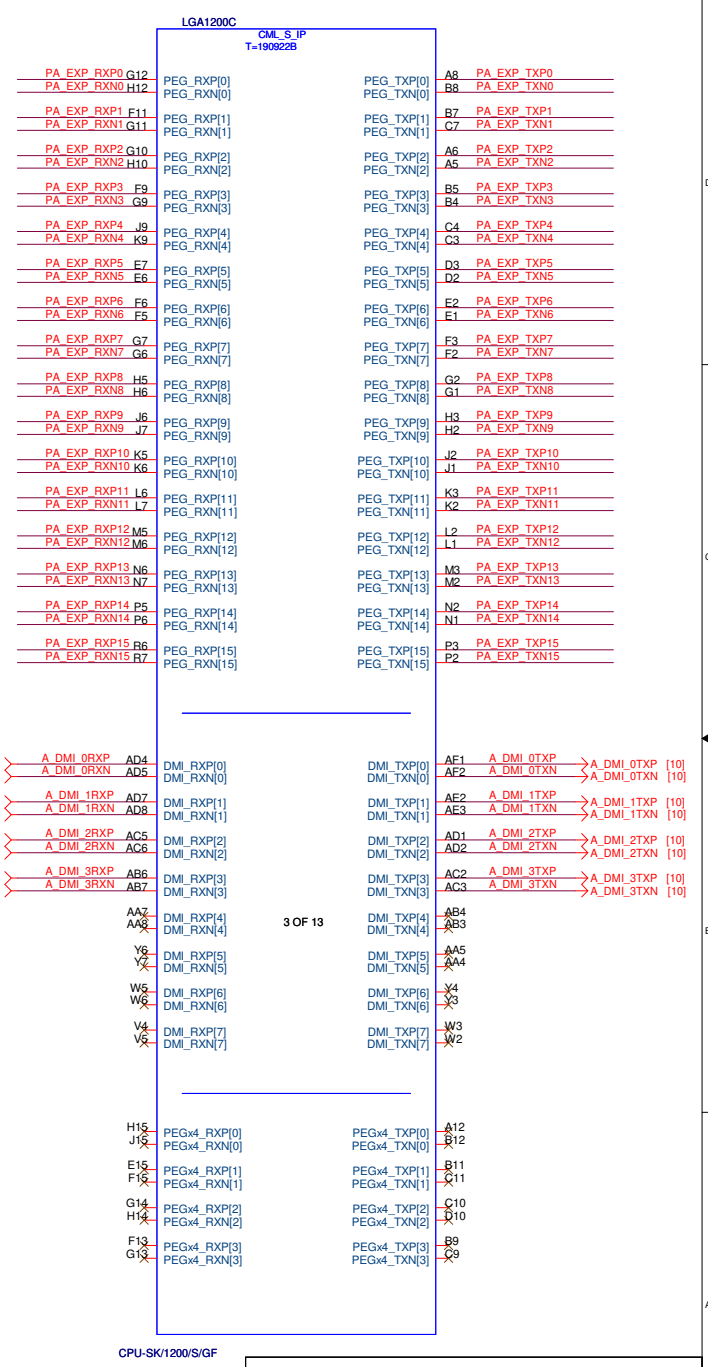 LGA1200C
CML_S_IP
T=190922B
PA_EXP_RXP0 G12 PEG_RXP[0] PEG_TXP[0] A8 PA_EXP_TXP0
PA_EXP_RXN0 H12 PEG_RXN[0] PEG_TXN[0] B8 PA_EXP_TXN0
PA_EXP_RXP1 F11 PEG_RXP[1] PEG_TXP[1] B7 PA_EXP_TXP1
PA_EXP_RXN1 G11 PEG_RXN[1] PEG_TXN[1] C7 PA_EXP_TXN1
PA_EXP_RXP2 G10 PEG_RXP[2] PEG_TXP[2] A6 PA_EXP_TXP2
PA_EXP_RXN2 H10 PEG_RXN[2] PEG_TXN[2] A5 PA_EXP_TXN2
PA_EXP_RXP3 F9 PEG_RXP[3] PEG_TXP[3] B5 PA_EXP_TXP3
PA_EXP_RXN3 G9 PEG_RXN[3] PEG_TXN[3] B4 PA_EXP_TXN3
PA_EXP_RXP4 J9 PEG_RXP[4] PEG_TXP[4] C4 PA_EXP_TXP4
PA_EXP_RXN4 K9 PEG_RXN[4] PEG_TXN[4] C3 PA_EXP_TXN4
PA_EXP_RXP5 E7 PEG_RXP[5] PEG_TXP[5] D3 PA_EXP_TXP5
PA_EXP_RXN5 E6 PEG_RXN[5] PEG_TXN[5] D2 PA_EXP_TXN5
PA_EXP_RXP6 F6 PEG_RXP[6] PEG_TXP[6] E2 PA_EXP_TXP6
PA_EXP_RXN6 F5 PEG_RXN[6] PEG_TXN[6] E1 PA_EXP_TXN6
PA_EXP_RXP7 G7 PEG_RXP[7] PEG_TXP[7] F3 PA_EXP_TXP7
PA_EXP_RXN7 G6 PEG_RXN[7] PEG_TXN[7] F2 PA_EXP_TXN7
PA_EXP_RXP8 H5 PEG_RXP[8] PEG_TXP[8] G2 PA_EXP_TXP8
PA_EXP_RXN8 H6 PEG_RXN[8] PEG_TXN[8] G1 PA_EXP_TXN8
PA_EXP_RXP9 J6 PEG_RXP[9] PEG_TXP[9] H3 PA_EXP_TXP9
PA_EXP_RXN9 J7 PEG_RXN[9] PEG_TXN[9] H2 PA_EXP_TXN9
PA_EXP_RXP10 K5 PEG_RXP[10] PEG_TXP[10] J2 PA_EXP_TXP10
PA_EXP_RXN10 K6 PEG_RXN[10] PEG_TXN[10] J1 PA_EXP_TXN10
PA_EXP_RXP11 L6 PEG_RXP[11] PEG_TXP[11] K3 PA_EXP_TXP11
PA_EXP_RXN11 L7 PEG_RXN[11] PEG_TXN[11] K2 PA_EXP_TXN11
PA_EXP_RXP12 M5 PEG_RXP[12] PEG_TXP[12] L2 PA_EXP_TXP12
PA_EXP_RXN12 M6 PEG_RXN[12] PEG_TXN[12] L1 PA_EXP_TXN12
PA_EXP_RXP13 N6 PEG_RXP[13] PEG_TXP[13] M3 PA_EXP_TXP13
PA_EXP_RXN13 N7 PEG_RXN[13] PEG_TXN[13] M2 PA_EXP_TXN13
PA_EXP_RXP14 P5 PEG_RXP[14] PEG_TXP[14] N2 PA_EXP_TXP14
PA_EXP_RXN14 P6 PEG_RXN[14] PEG_TXN[14] N1 PA_EXP_TXN14
PA_EXP_RXP15 R6 PEG_RXP[15] PEG_TXP[15] P3 PA_EXP_TXP15
PA_EXP_RXN15 R7 PEG_RXN[15] PEG_TXN[15] P2 PA_EXP_TXN15
A_DMI_0RXP AD4 DMI_RXP[0] DMI_TXP[0] AF1 A_DMI_0TXP A_DMI_0TXP [10]
A_DMI_0RXN AD5 DMI_RXN[0] DMI_TXN[0] AF2 A_DMI_0TXN A_DMI_0TXN [10]
A_DMI_1RXP AD7 DMI_RXP[1] DMI_TXP[1] AE2 A_DMI_1TXP A_DMI_1TXP [10]
A_DMI_1RXN AD8 DMI_RXN[1] DMI_TXN[1] AE3 A_DMI_1TXN A_DMI_1TXN [10]
A_DMI_2RXP AC5 DMI_RXP[2] DMI_TXP[2] AD1 A_DMI_2TXP A_DMI_2TXP [10]
A_DMI_2RXN AC6 DMI_RXN[2] DMI_TXN[2] AD2 A_DMI_2TXN A_DMI_2TXN [10]
A_DMI_3RXP AB6 DMI_RXP[3] DMI_TXP[3] AC2 A_DMI_3TXP A_DMI_3TXP [10]
A_DMI_3RXN AB7 DMI_RXN[3] DMI_TXN[3] AC3 A_DMI_3TXN A_DMI_3TXN [10]
AA7 DMI_RXP[4] DMI_TXP[4] AB4
3 OF 13
AA8 DMI_RXN[4] DMI_TXN[4] AB3
Y6 DMI_RXP[5] DMI_TXP[5] AA5
Y7 DMI_RXN[5] DMI_TXN[5] AA4
W5 DMI_RXP[6] DMI_TXP[6] Y4
W6 DMI_RXN[6] DMI_TXN[6] Y3
V4 DMI_RXP[7] DMI_TXP[7] W3
V5 DMI_RXN[7] DMI_TXN[7] W2
H15 PEGx4_RXP[0] PEGx4_TXP[0] A12
J15 PEGx4_RXN[0] PEGx4_TXN[0] B12
E15 PEGx4_RXP[1] PEGx4_TXP[1] B11
F15 PEGx4_RXN[1] PEGx4_TXN[1] C11
G14 PEGx4_RXP[2] PEGx4_TXP[2] C10
H14 PEGx4_RXN[2] PEGx4_TXN[2] D10
F13 PEGx4_RXP[3] PEGx4_TXP[3] B9
G13 PEGx4_RXN[3] PEGx4_TXN[3] C9
CPU-SK/1200/S/GF